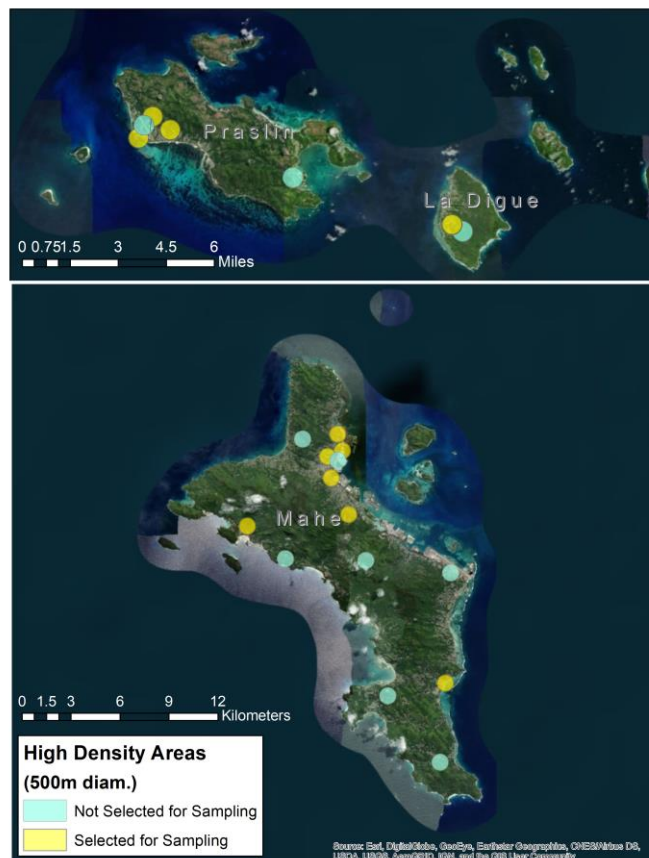 Praslin
La Digue
0 0.751.5 3 4.5 6
Miles
Mahe
0 1.5 3 6 9 12
Kilometers
High Density Areas
(500m diam.)
Not Selected for Sampling
Selected for Sampling
Source: Esri, DigitalGlobe, GeoEye, Earthstar Geographics, CNES/Airbus DS,
USDA, USGS, AeroGRID, IGN, and the GIS User Community